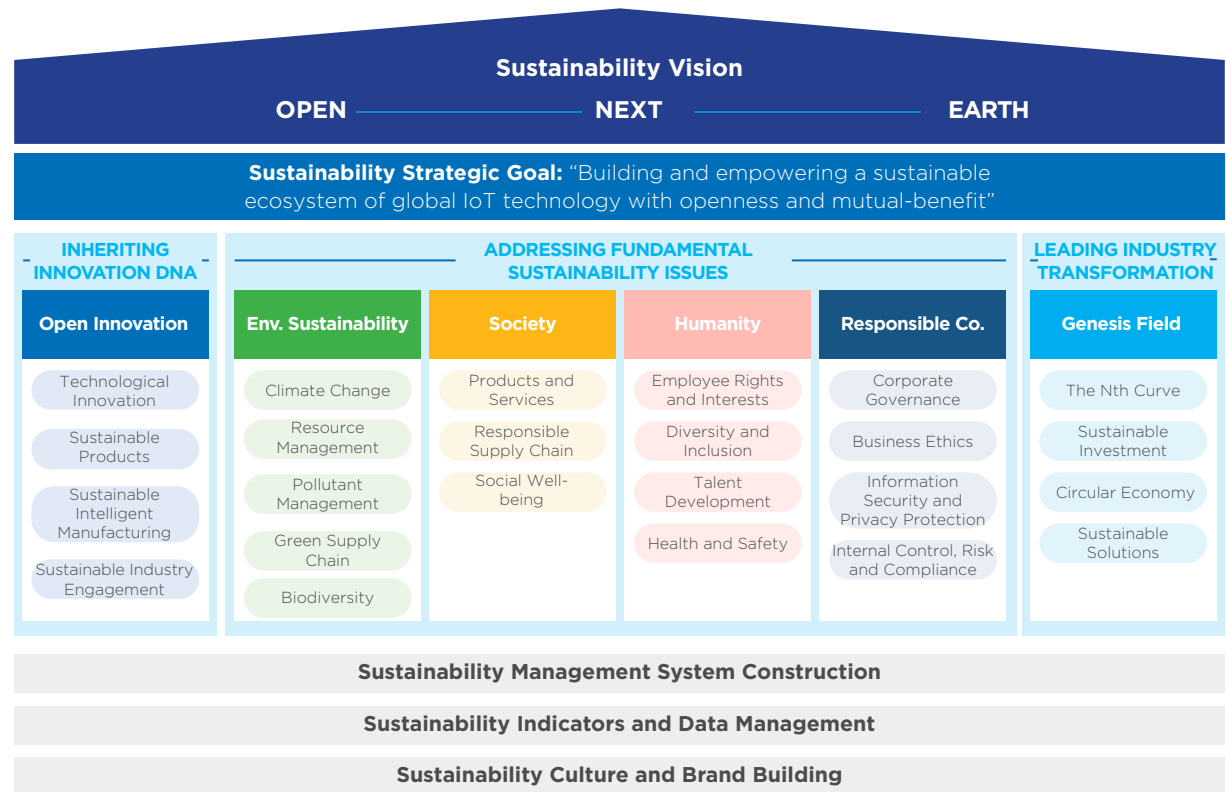 Sustainability Vision
OPEN NEXT EARTH
Sustainability Strategic Goal: “Building and empowering a sustainable
ecosystem of global IoT technology with openness and mutual-benefit”
INHERITING
INNOVATION DNA
Open Innovation
Technological
Innovation
Sustainable
Products
Sustainable
Intelligent
Manufacturing
Sustainable Industry
Engagement
ADDRESSING FUNDAMENTAL
SUSTAINABILITY ISSUES
Env. Sustainability
Climate Change
Resource
Management
Pollutant
Management
Green Supply
Chain
Biodiversity
Society
Products and
Services
Responsible
Supply Chain
Social Well-
being
Humanity
Employee Rights
and Interests
Diversity and
Inclusion
Talent
Development
Health and Safety
Responsible Co.
Corporate
Governance
Business Ethics
Information
Security and
Privacy Protection
Internal Control, Risk
and Compliance
LEADING INDUSTRY
TRANSFORMATION
Genesis Field
The Nth Curve
Sustainable
Investment
Circular Economy
Sustainable
Solutions
Sustainability Management System Construction
Sustainability Indicators and Data Management
Sustainability Culture and Brand Building